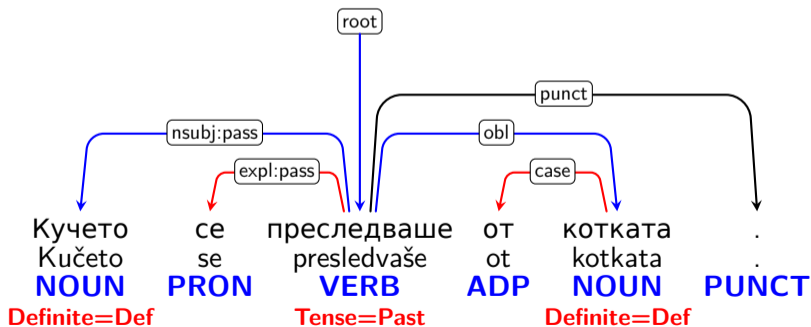 root
punct
nsubj:pass obl
expl:pass case
Кучето се преследваше от котката .
Kučeto se presledvaše ot kotkata .
NOUN PRON VERB ADP NOUN PUNCT
Definite=Def Tense=Past Definite=Def